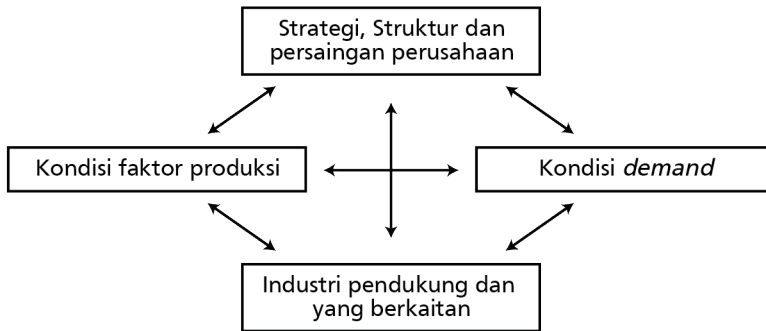 Strategi, Struktur dan
persaingan perusahaan
Kondisi faktor produksi
Kondisi demand
Industri pendukung dan
yang berkaitan